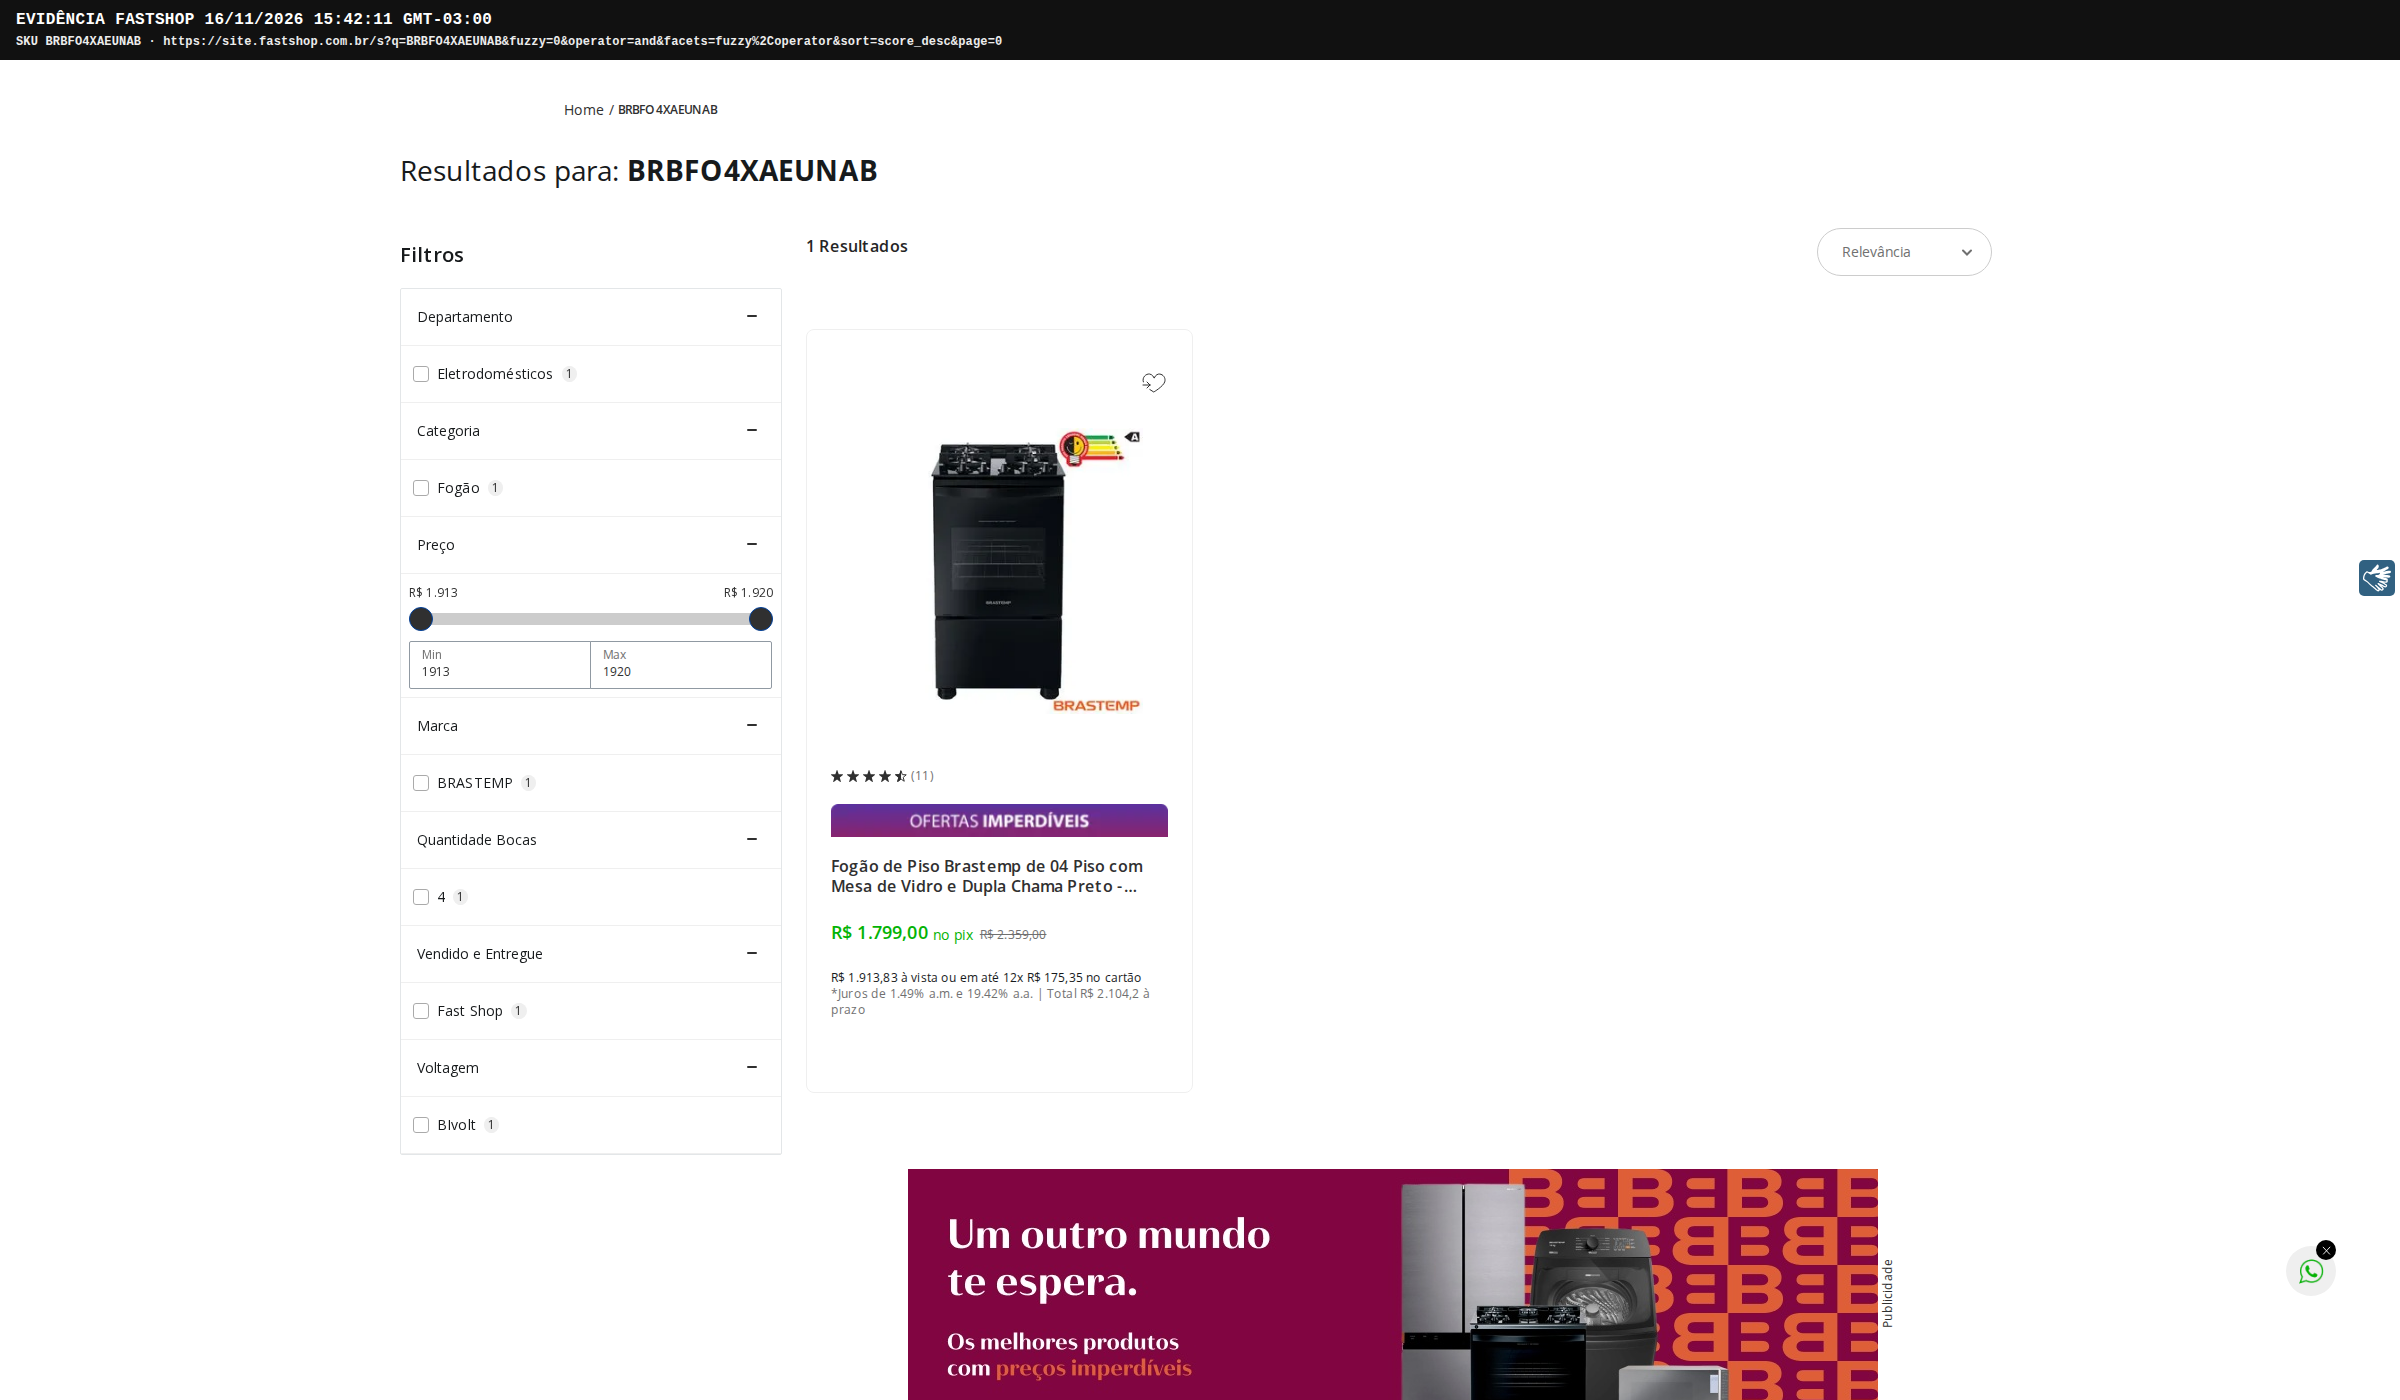 EVIDÊNCIA FASTSHOP 16/11/2026 15:42:11 GMT-03:00
SKU BRBFO4XAEUNAB · https://site.fastshop.com.br/s?q=BRBFO4XAEUNAB&fuzzy=0&operator=and&facets=fuzzy%2Coperator&sort=score_desc&page=0
Home / BRBFO4XAEUNAB
Resultados para: BRBFO4XAEUNAB
Filtros
Departamento
Eletrodomésticos 1
Categoria
Fogão 1
Preço
R$ 1.913 R$ 1.920
Min Max
1913 1920
Marca
BRASTEMP 1
Quantidade Bocas
4 1
Vendido e Entregue
Fast Shop 1
Voltagem
BIvolt 1
1 Resultados
Relevância
A
BRASTEMP
BRASTEMP
(11)
OFERTAS IMPERDÍVEIS
Fogão de Piso Brastemp de 04 Piso com
Mesa de Vidro e Dupla Chama Preto -...
R$ 1.799,00 no pix R$ 2.359,00
R$ 1.913,83 à vista ou em até 12x R$ 175,35 no cartão
*Juros de 1.49% a.m. e 19.42% a.a. | Total R$ 2.104,2 à
prazo
Um outro mundo
te espera.
Os melhores produtos
com preços imperdíveis
Publicidade